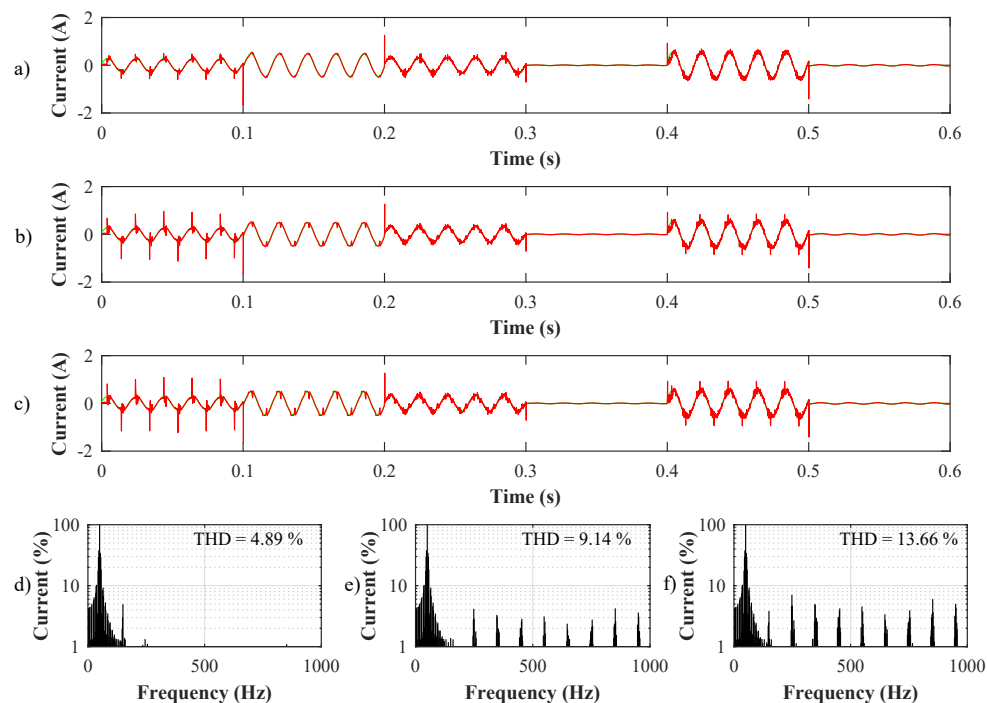 a)
Current (A)
2
0
-2
0 0.1 0.2 0.3 0.4 0.5 0.6
Time (s)
b)
Current (A)
2
0
-2
0 0.1 0.2 0.3 0.4 0.5 0.6
Time (s)
c)
Current (A)
2
0
-2
0 0.1 0.2 0.3 0.4 0.5 0.6
Time (s)
d)
Current (%)
100
10
1
THD = 4.89 %
0 500 1000
Frequency (Hz)
e)
Current (%)
100
10
1
THD = 9.14 %
0 500 1000
Frequency (Hz)
f)
Current (%)
100
10
1
THD = 13.66 %
0 500 1000
Frequency (Hz)